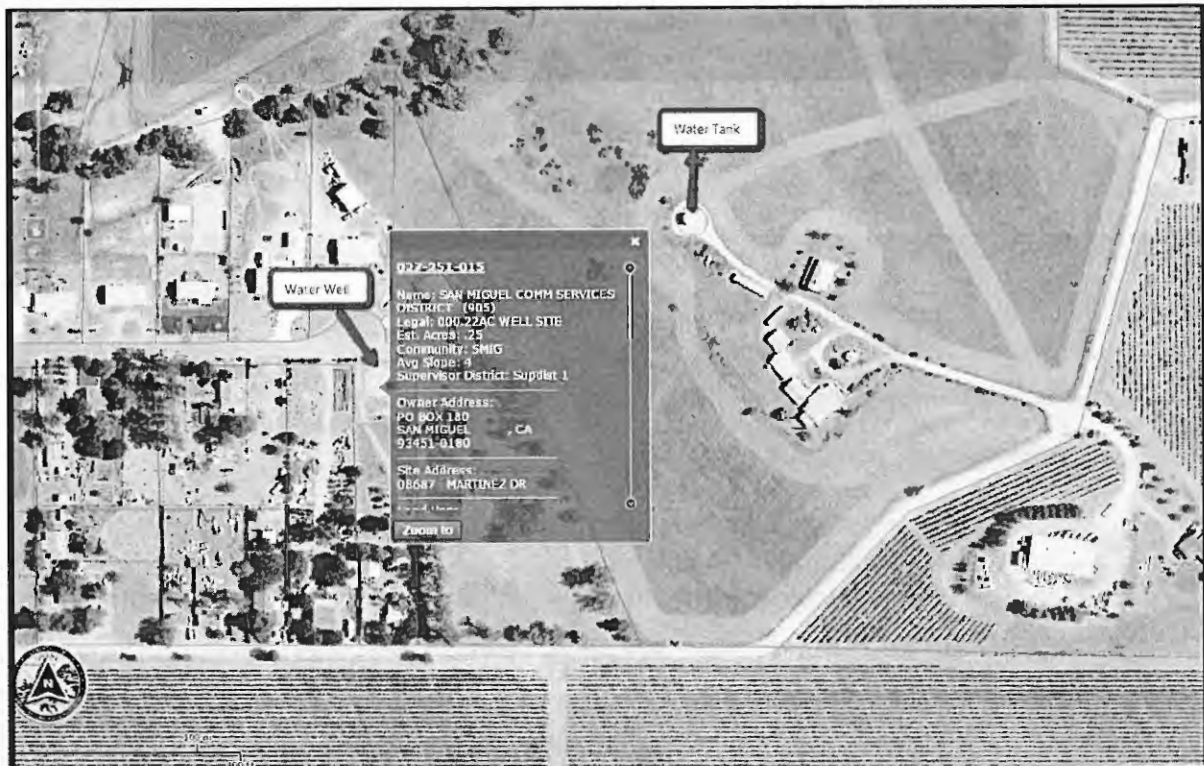 Water Tank
Water Well
027-251-015
Name: SAN MIGUEL COMM SERVICES
DISTRICT (905)
Legal: 000.22AC WELL SITE
Est. Acres: .25
Community: SMIG
Avg Slope: 4
Supervisor District: Supdist 1
Owner Address:
PO BOX 180
SAN MIGUEL , CA
93451-0180
Site Address:
08687 MARTINEZ DR
Zoom to
N